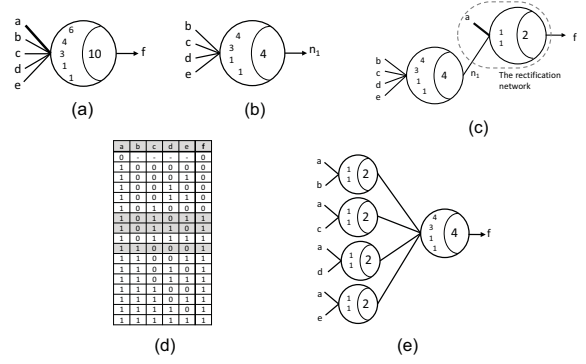 a
b
c
d
e
6
4
3
1
1
10
f
(a)
b
c
d
e
4
3
1
1
4
n1
(b)
a
1
1
2
f
b
c
d
e
4
3
1
1
4
n1
The rectification
network
(c)
a b c d e f
0 - - - - 0
1 0 0 0 0 0
1 0 0 0 1 0
1 0 0 1 0 0
1 0 0 1 1 0
1 0 1 0 0 0
1 0 1 0 1 1
1 0 1 1 0 1
1 0 1 1 1 1
1 1 0 0 0 1
1 1 0 0 1 1
1 1 0 1 0 1
1 1 0 1 1 1
1 1 1 0 0 1
1 1 1 0 1 1
1 1 1 1 0 1
1 1 1 1 1 1
(d)
a
b
1
1
2
a
c
1
1
2
a
d
1
1
2
a
e
1
1
2
4
3
1
1
4
f
(e)